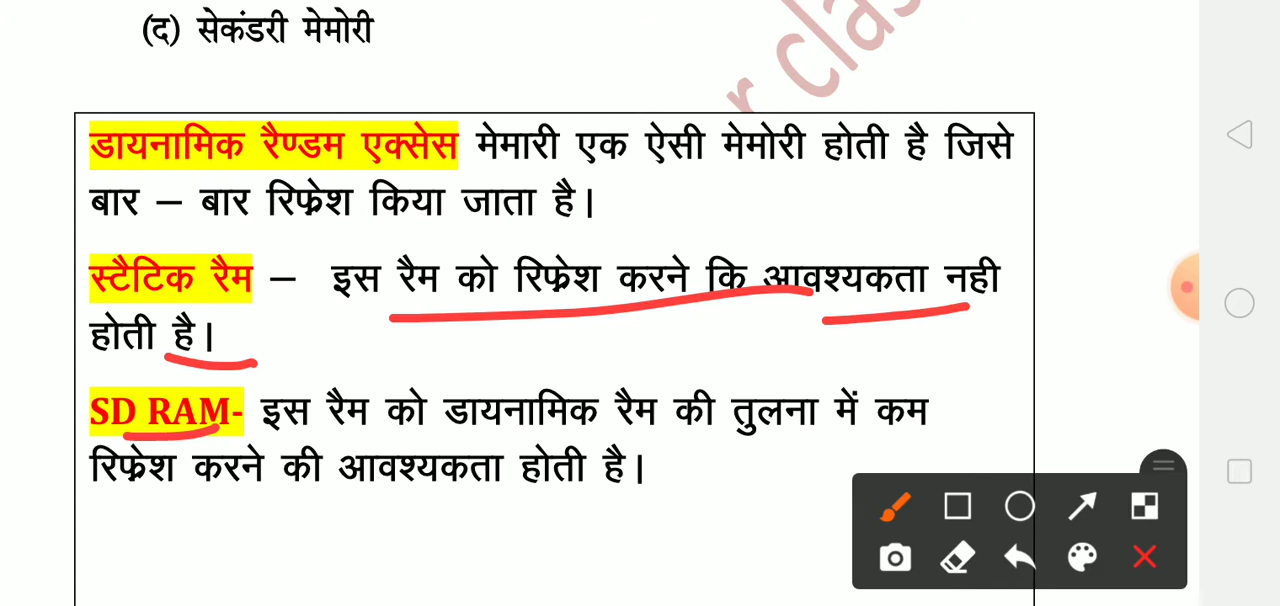 (द) सेकंडरी मेमोरी
r clas
डायनामिक रैण्डम एक्सेस मेमारी एक ऐसी मेमोरी होती है जिसे
बार – बार रिफ्रेश किया जाता है।
स्टैटिक रैम – इस रैम को रिफ्रेश करने कि आवश्यकता नही
होती है।
SD RAM- इस रैम को डायनामिक रैम की तुलना में कम
रिफ्रेश करने की आवश्यकता होती है।